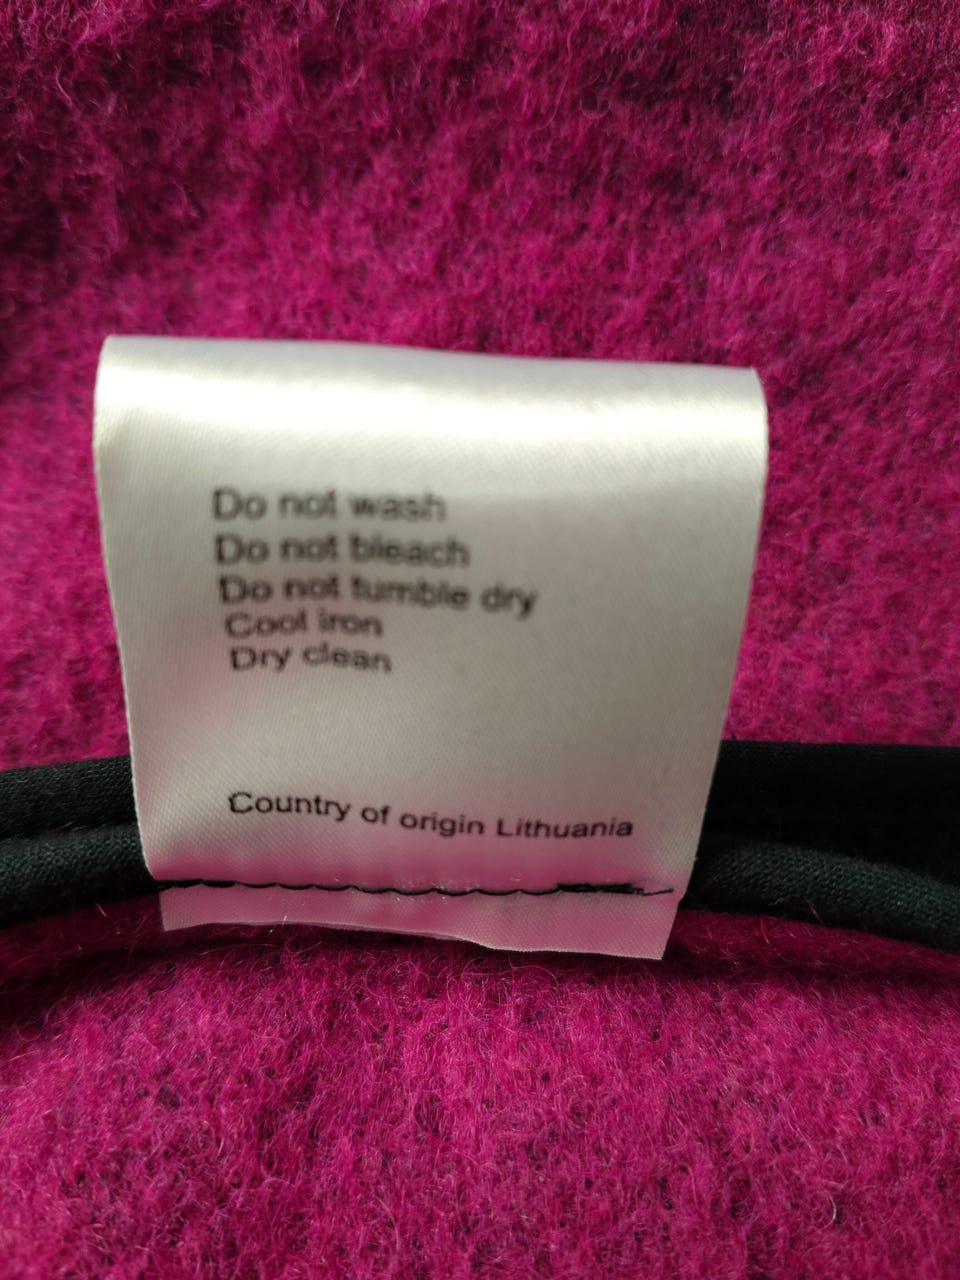 Do not wash
Do not bleach
Do not tumble dry
Cool iron
Dry clean
Country of origin Lithuania